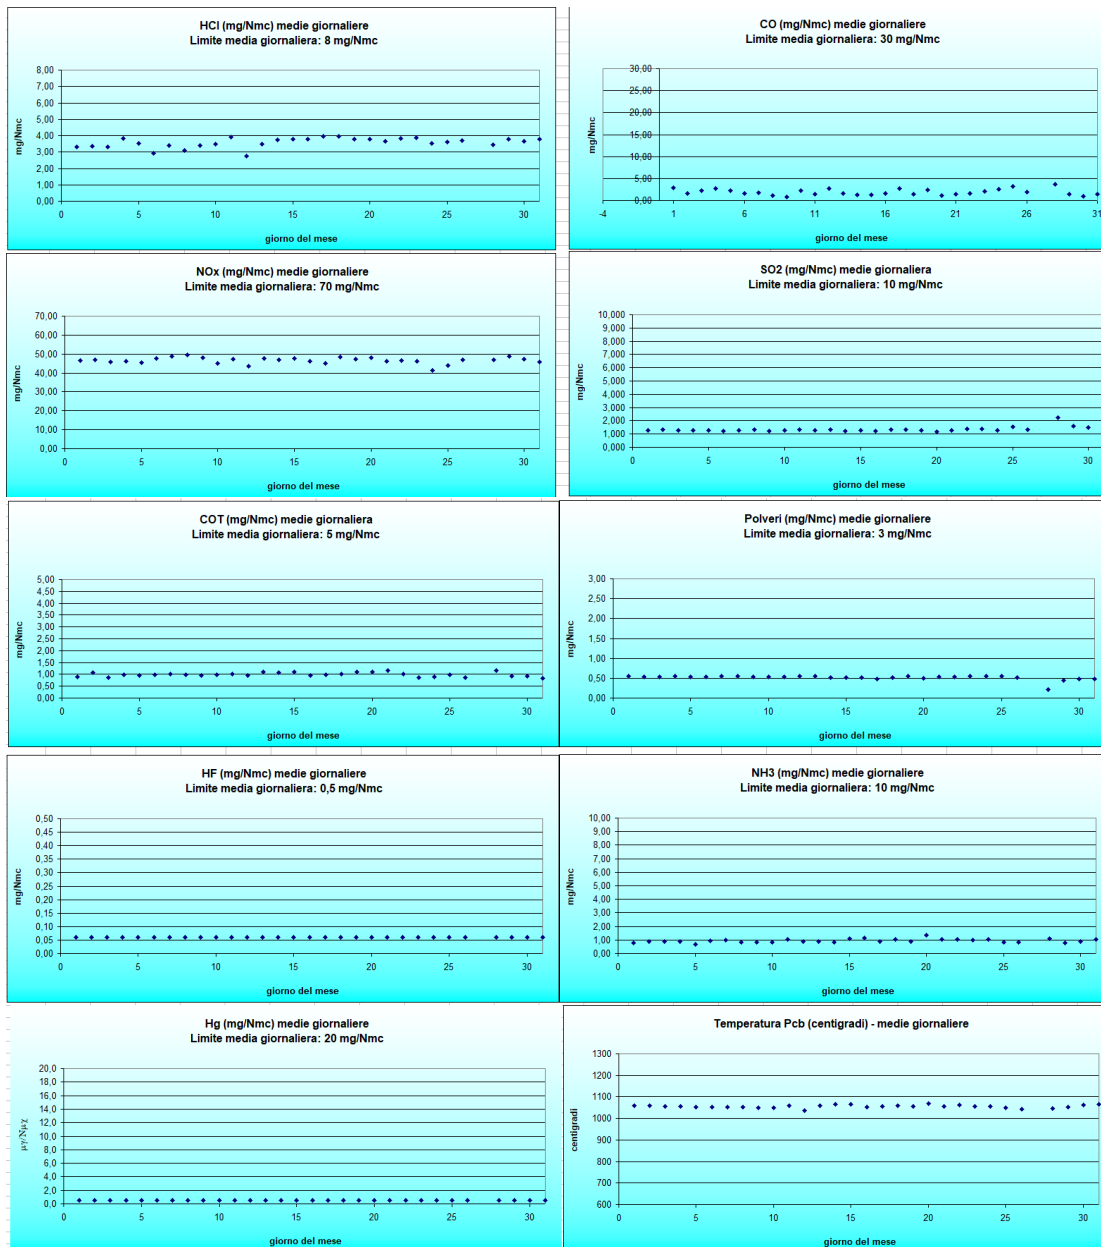 HCl (mg/Nmc) medie giornaliere
Limite media giornaliera: 8 mg/Nmc
mg/Nmc
8,00
7,00
6,00
5,00
4,00
3,00
2,00
1,00
0,00
0 5 10 15 20 25 30
giorno del mese
CO (mg/Nmc) medie giornaliere
Limite media giornaliera: 30 mg/Nmc
mg/Nmc
30,00
25,00
20,00
15,00
10,00
5,00
0,00
-4 1 6 11 16 21 26 31
giorno del mese
NOx (mg/Nmc) medie giornaliere
Limite media giornaliera: 70 mg/Nmc
mg/Nmc
70,00
60,00
50,00
40,00
30,00
20,00
10,00
0,00
0 5 10 15 20 25 30
giorno del mese
SO2 (mg/Nmc) medie giornaliera
Limite media giornaliera: 10 mg/Nmc
mg/Nmc
10,000
9,000
8,000
7,000
6,000
5,000
4,000
3,000
2,000
1,000
0,000
0 5 10 15 20 25 30
giorno del mese
COT (mg/Nmc) medie giornaliera
Limite media giornaliera: 5 mg/Nmc
mg/Nmc
5,00
4,50
4,00
3,50
3,00
2,50
2,00
1,50
1,00
0,50
0,00
0 5 10 15 20 25 30
giorno del mese
Polveri (mg/Nmc) medie giornaliere
Limite media giornaliera: 3 mg/Nmc
mg/Nmc
3,00
2,50
2,00
1,50
1,00
0,50
0,00
0 5 10 15 20 25 30
giorno del mese
HF (mg/Nmc) medie giornaliere
Limite media giornaliera: 0,5 mg/Nmc
mg/Nmc
0,50
0,45
0,40
0,35
0,30
0,25
0,20
0,15
0,10
0,05
0,00
0 5 10 15 20 25 30
giorno del mese
NH3 (mg/Nmc) medie giornaliere
Limite media giornaliera: 10 mg/Nmc
mg/Nmc
10,00
9,00
8,00
7,00
6,00
5,00
4,00
3,00
2,00
1,00
0,00
0 5 10 15 20 25 30
giorno del mese
Hg (mg/Nmc) medie giornaliere
Limite media giornaliera: 20 mg/Nmc
μγ/Νμχ
20,0
18,0
16,0
14,0
12,0
10,0
8,0
6,0
4,0
2,0
0,0
0 5 10 15 20 25 30
giorno del mese
Temperatura Pcb (centigradi) - medie giornaliere
centigradi
1300
1200
1100
1000
900
800
700
600
0 5 10 15 20 25 30
giorno del mese